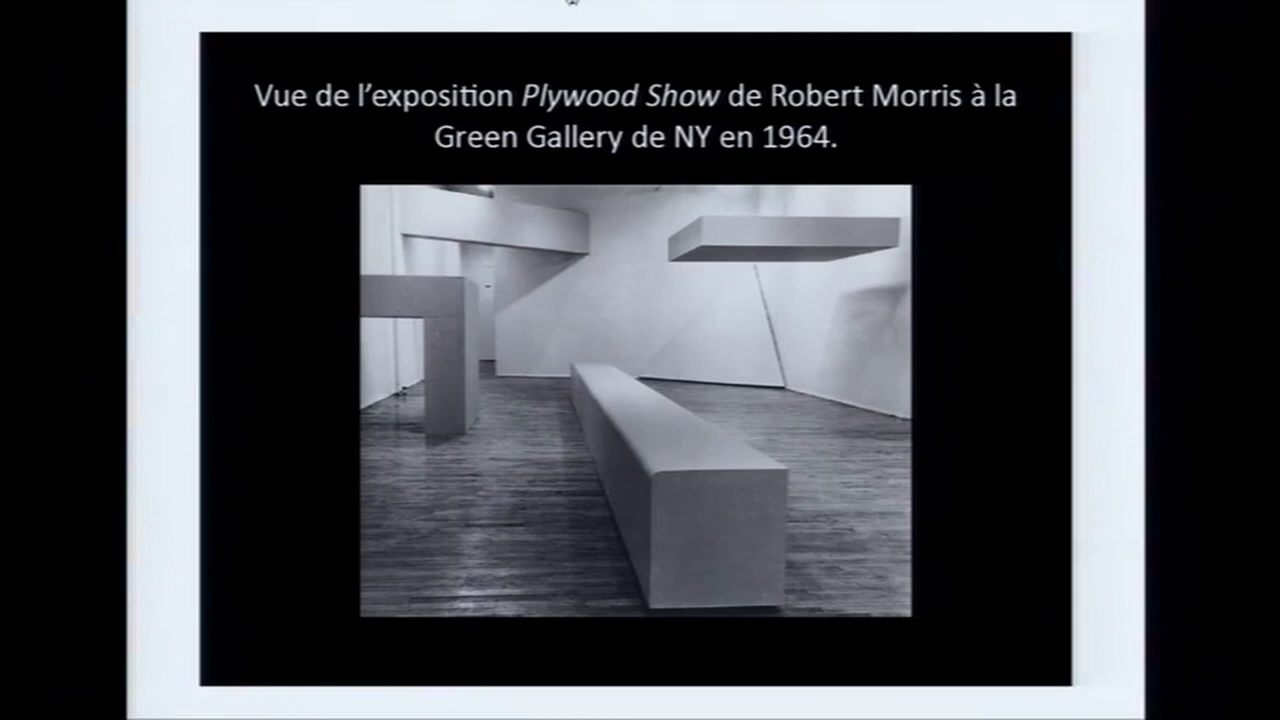 Vue de l’exposition Plywood Show de Robert Morris à la
Green Gallery de NY en 1964.